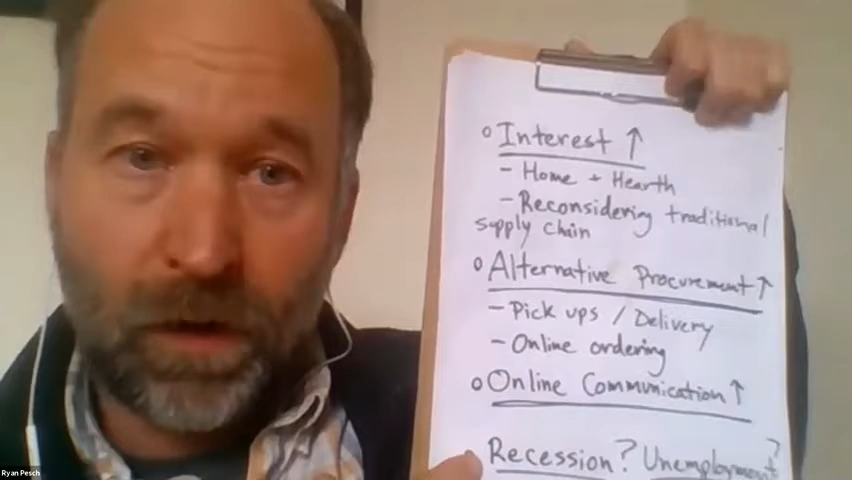 ○ Interest ↑
- Home + Hearth
- Reconsidering traditional
supply chain
○ Alternative Procurement ↑
- Pick ups / Delivery
- Online ordering
○ Online Communication ↑
Recession? Unemployment?
Ryan Pesch